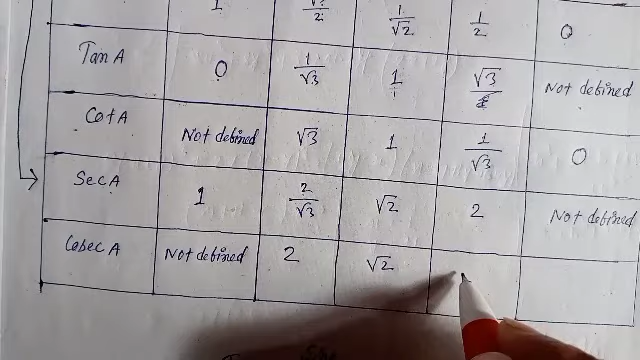 1 √3/2 1/√2 1/2 0
Tan A 0 1/√3 1 √3 Not defined
Cot A Not defined √3 1 1/√3 0
Sec A 1 2/√3 √2 2 Not defined
Cosec A Not defined 2 √2